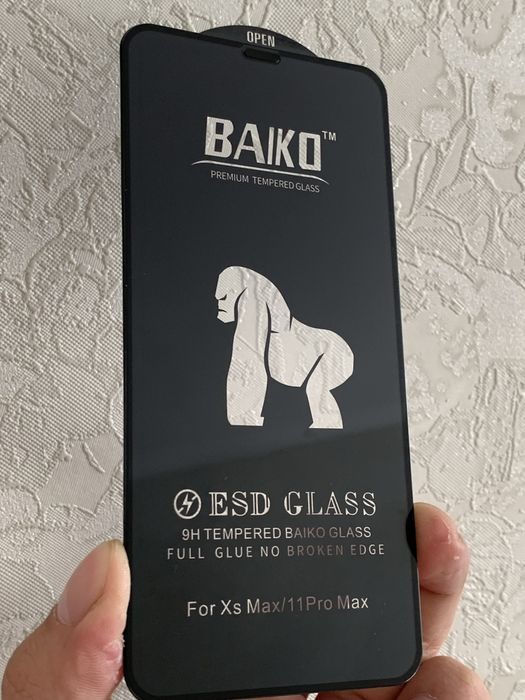 OPEN
BAIKO™
PREMIUM TEMPERED GLASS
ESD GLASS
9H TEMPERED BAIKO GLASS
FULL GLUE NO BROKEN EDGE
For Xs Max/11Pro Max